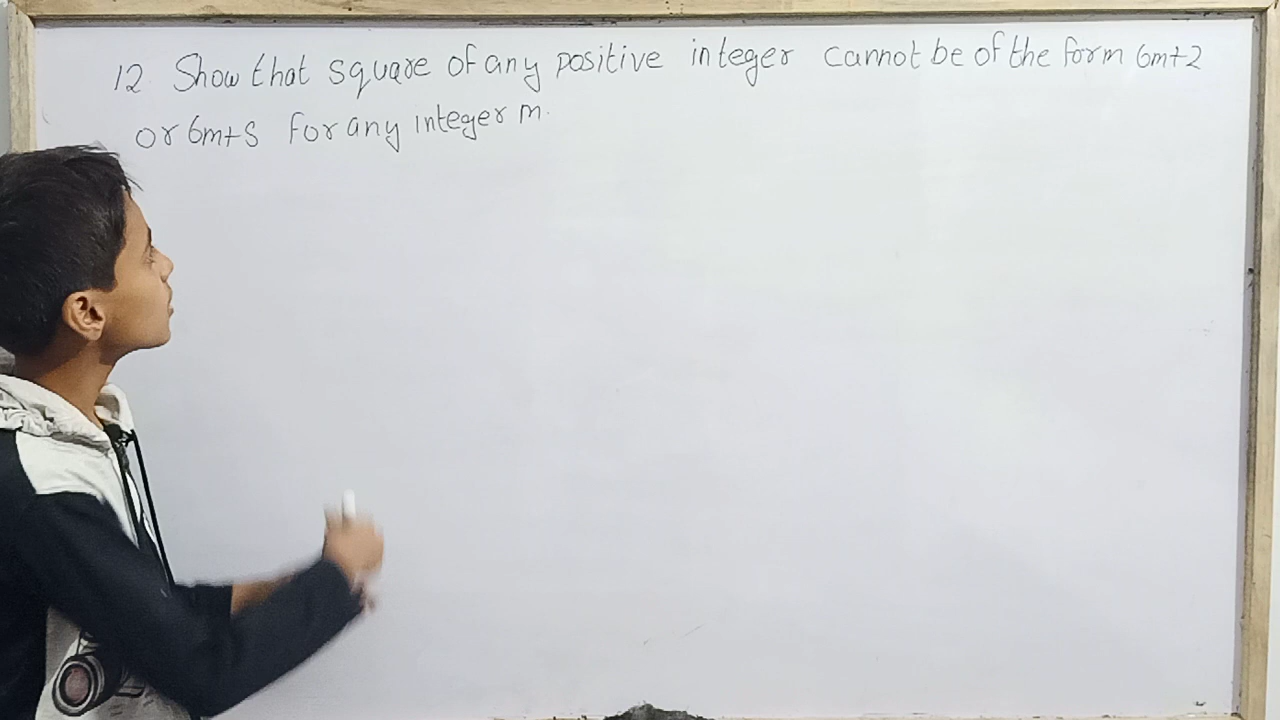 12. Show that square of any positive integer cannot be of the form 6m+2
or 6m+5 for any integer m.